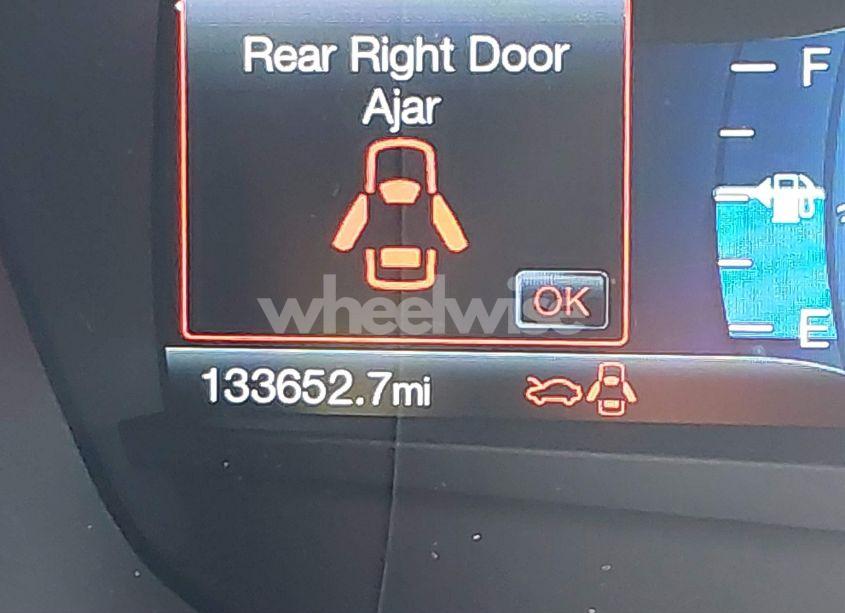 Rear Right Door
Ajar
F
OK
wheelwise
E
133652.7mi